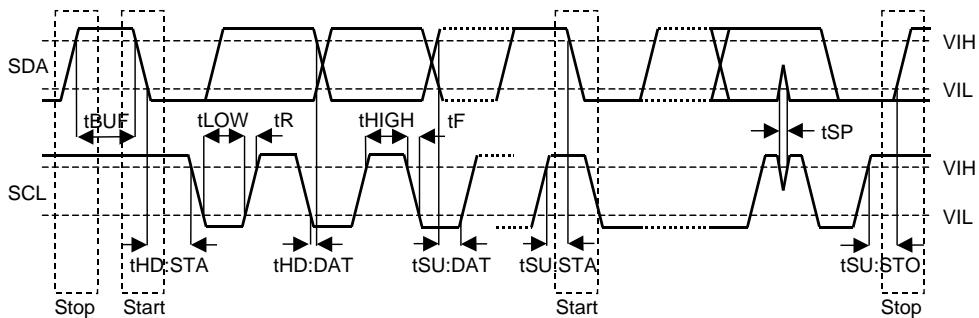 VIH
SDA
VIL
tBUF tLOW tR tHIGH tF tSP
VIH
SCL
VIL
tHD:STA tHD:DAT tSU:DAT tSU:STA tSU:STO
Stop Start Start Stop